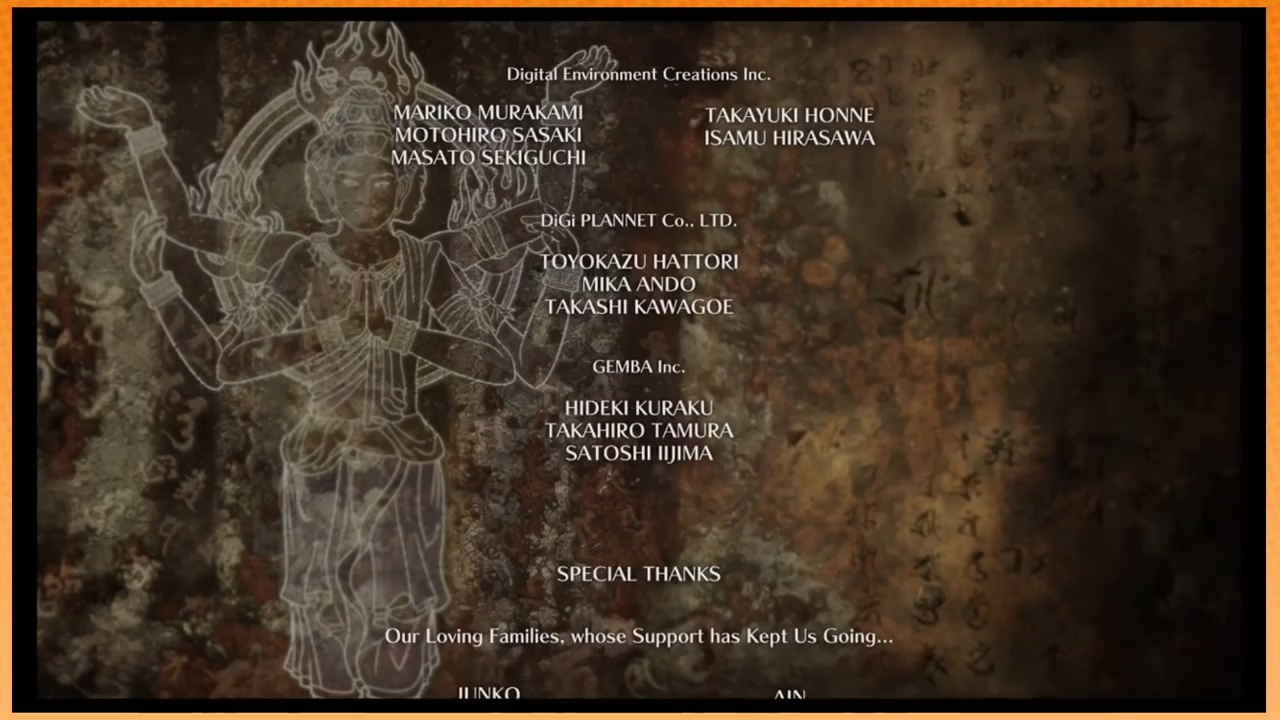 Digital Environment Creations Inc.
MARIKO MURAKAMI
MOTOHIRO SASAKI
MASATO SEKIGUCHI
TAKAYUKI HONNE
ISAMU HIRASAWA
DiGi PLANNET Co., LTD.
TOYOKAZU HATTORI
MIKA ANDO
TAKASHI KAWAGOE
GEMBA Inc.
HIDEKI KURAKU
TAKAHIRO TAMURA
SATOSHI IIJIMA
SPECIAL THANKS
Our Loving Families, whose Support has Kept Us Going...
JUNKO